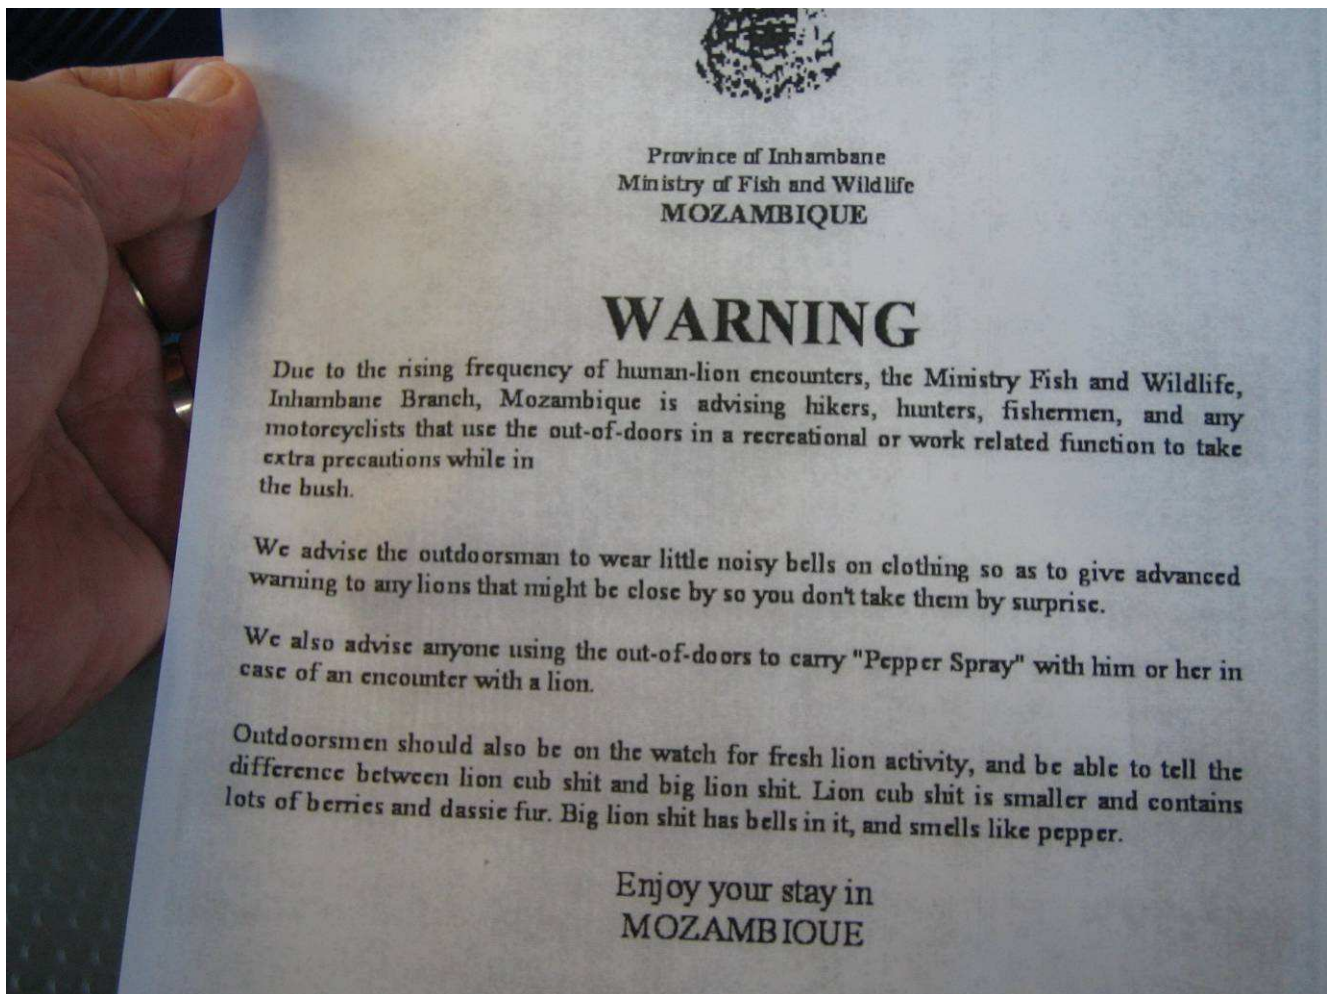 Province of Inhambane
Ministry of Fish and Wildlife
MOZAMBIQUE
WARNING
Due to the rising frequency of human-lion encounters, the Ministry Fish and Wildlife,
Inhambane Branch, Mozambique is advising hikers, hunters, fishermen, and any
motorcyclists that use the out-of-doors in a recreational or work related function to take
extra precautions while in
the bush.
We advise the outdoorsman to wear little noisy bells on clothing so as to give advanced
warning to any lions that might be close by so you don't take them by surprise.
We also advise anyone using the out-of-doors to carry "Pepper Spray" with him or her in
case of an encounter with a lion.
Outdoorsmen should also be on the watch for fresh lion activity, and be able to tell the
difference between lion cub shit and big lion shit. Lion cub shit is smaller and contains
lots of berries and dassie fur. Big lion shit has bells in it, and smells like pepper.
Enjoy your stay in
MOZAMBIQUE